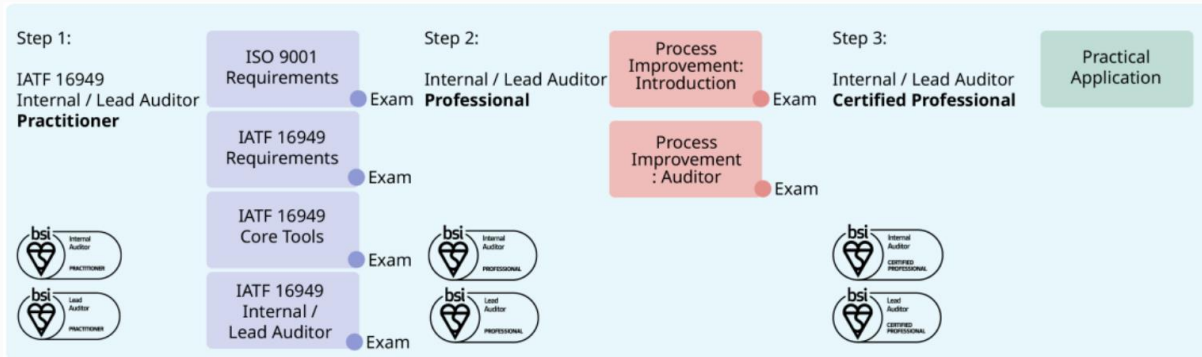 Step 1:
IATF 16949
Internal / Lead Auditor
Practitioner
ISO 9001
Requirements
Exam
IATF 16949
Requirements
Exam
IATF 16949
Core Tools
Exam
IATF 16949
Internal /
Lead Auditor
Exam
bsi
Internal
Auditor
PRACTITIONER
bsi
Lead
Auditor
PRACTITIONER
Step 2:
Internal / Lead Auditor
Professional
Process
Improvement:
Introduction
Exam
Process
Improvement
: Auditor
Exam
bsi
Internal
Auditor
PROFESSIONAL
bsi
Lead
Auditor
PROFESSIONAL
Step 3:
Internal / Lead Auditor
Certified Professional
Practical
Application
bsi
Internal
Auditor
CERTIFIED
PROFESSIONAL
bsi
Lead
Auditor
CERTIFIED
PROFESSIONAL